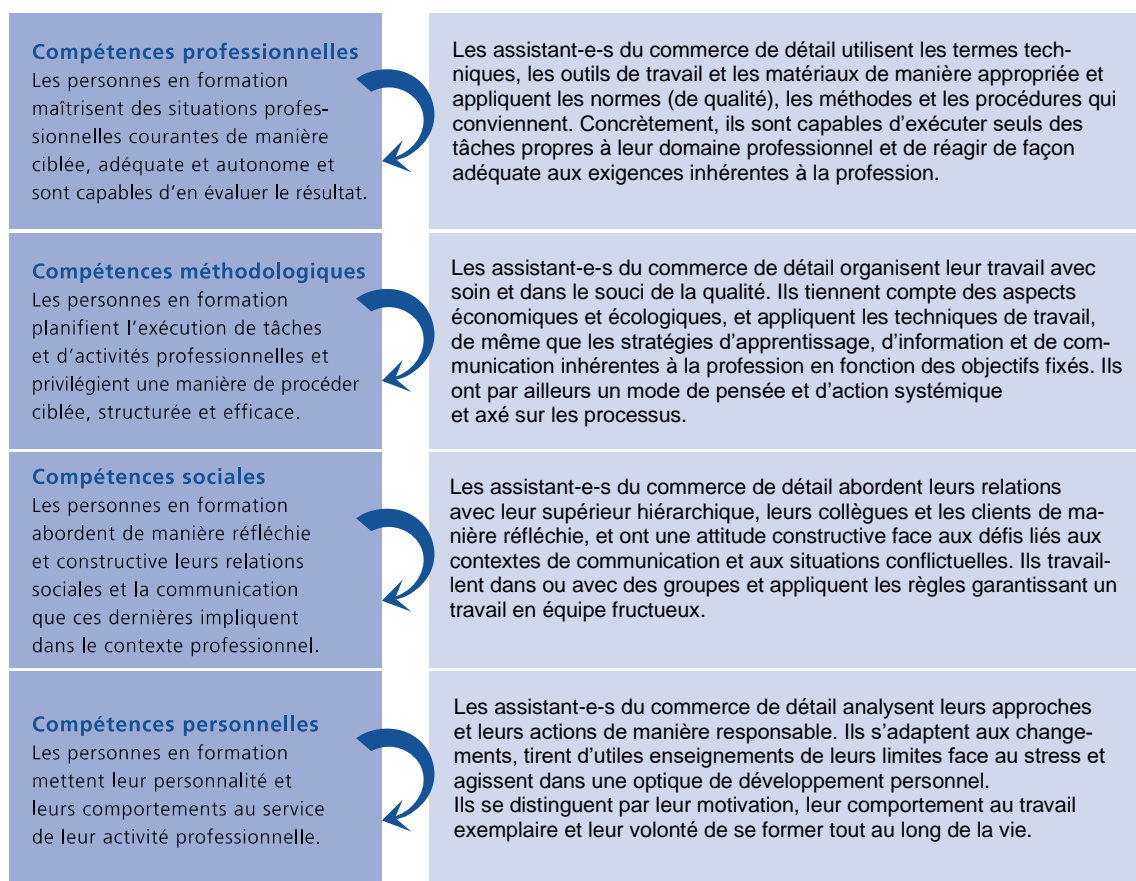 Compétences professionnelles
Les personnes en formation
maîtrisent des situations profes-
sionnelles courantes de manière
ciblée, adéquate et autonome et
sont capables d'en évaluer le résultat.
Les assistant-e-s du commerce de détail utilisent les termes tech-
niques, les outils de travail et les matériaux de manière appropriée et
appliquent les normes (de qualité), les méthodes et les procédures qui
conviennent. Concrètement, ils sont capables d'exécuter seuls des
tâches propres à leur domaine professionnel et de réagir de façon
adéquate aux exigences inhérentes à la profession.
Compétences méthodologiques
Les personnes en formation
planifient l'exécution de tâches
et d'activités professionnelles et
privilégient une manière de procéder
ciblée, structurée et efficace.
Les assistant-e-s du commerce de détail organisent leur travail avec
soin et dans le souci de la qualité. Ils tiennent compte des aspects
économiques et écologiques, et appliquent les techniques de travail,
de même que les stratégies d'apprentissage, d'information et de com-
munication inhérentes à la profession en fonction des objectifs fixés. Ils
ont par ailleurs un mode de pensée et d'action systémique
et axé sur les processus.
Compétences sociales
Les personnes en formation
abordent de manière réfléchie
et constructive leurs relations
sociales et la communication
que ces dernières impliquent
dans le contexte professionnel.
Les assistant-e-s du commerce de détail abordent leurs relations
avec leur supérieur hiérarchique, leurs collègues et les clients de ma-
nière réfléchie, et ont une attitude constructive face aux défis liés aux
contextes de communication et aux situations conflictuelles. Ils travail-
lent dans ou avec des groupes et appliquent les règles garantissant un
travail en équipe fructueux.
Compétences personnelles
Les personnes en formation
mettent leur personnalité et
leurs comportements au service
de leur activité professionnelle.
Les assistant-e-s du commerce de détail analysent leurs approches
et leurs actions de manière responsable. Ils s'adaptent aux change-
ments, tirent d'utiles enseignements de leurs limites face au stress et
agissent dans une optique de développement personnel.
Ils se distinguent par leur motivation, leur comportement au travail
exemplaire et leur volonté de se former tout au long de la vie.